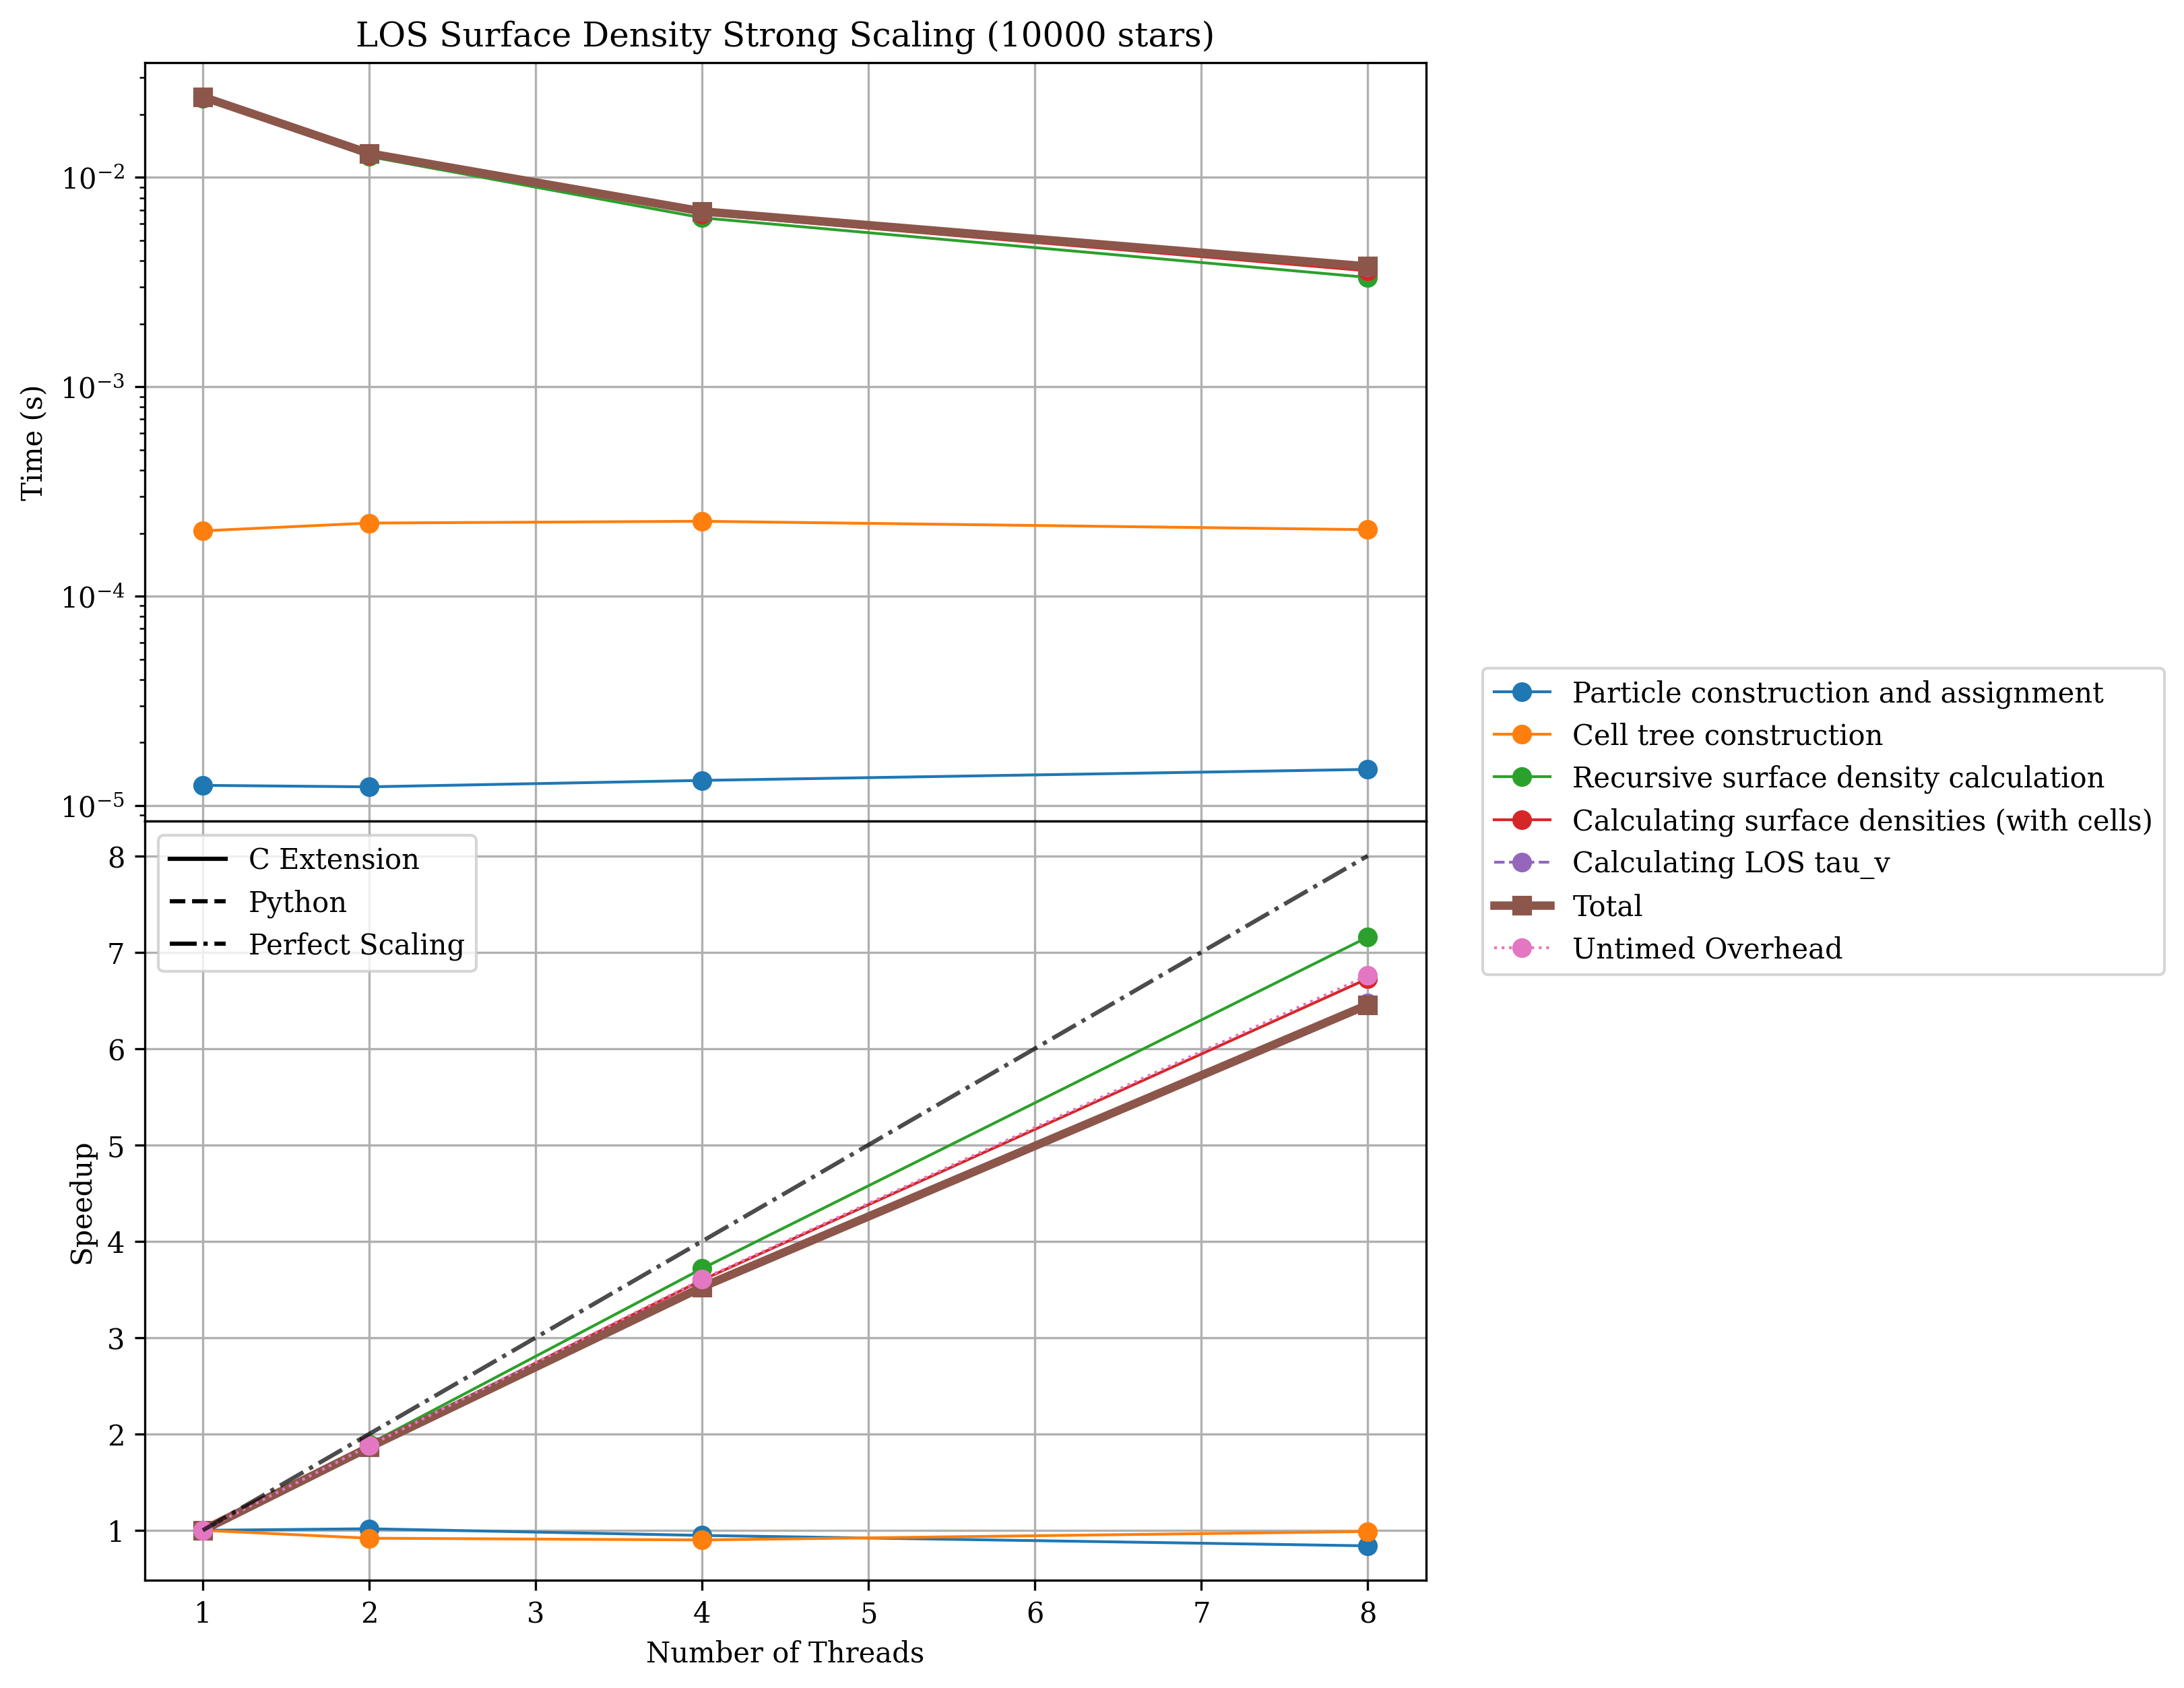 LOS Surface Density Strong Scaling (10000 stars)
Time (s)
10⁻²
10⁻³
10⁻⁴
10⁻⁵
Particle construction and assignment
Cell tree construction
Recursive surface density calculation
Calculating surface densities (with cells)
Calculating LOS tau_v
Total
Untimed Overhead
C Extension
Python
Perfect Scaling
Speedup
8
7
6
5
4
3
2
1
1 2 3 4 5 6 7 8
Number of Threads